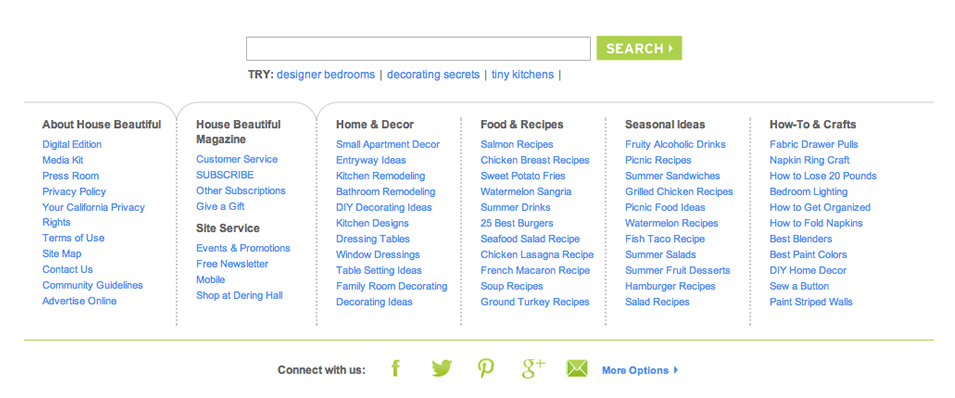 SEARCH
TRY: designer bedrooms | decorating secrets | tiny kitchens |
About House Beautiful
Digital Edition
Media Kit
Press Room
Privacy Policy
Your California Privacy
Rights
Terms of Use
Site Map
Contact Us
Community Guidelines
Advertise Online
House Beautiful
Magazine
Customer Service
SUBSCRIBE
Other Subscriptions
Give a Gift
Site Service
Events & Promotions
Free Newsletter
Mobile
Shop at Dering Hall
Home & Decor
Small Apartment Decor
Entryway Ideas
Kitchen Remodeling
Bathroom Remodeling
DIY Decorating Ideas
Kitchen Designs
Dressing Tables
Window Dressings
Table Setting Ideas
Family Room Decorating
Decorating Ideas
Food & Recipes
Salmon Recipes
Chicken Breast Recipes
Sweet Potato Fries
Watermelon Sangria
Summer Drinks
25 Best Burgers
Seafood Salad Recipe
Chicken Lasagna Recipe
French Macaron Recipe
Soup Recipes
Ground Turkey Recipes
Seasonal Ideas
Fruity Alcoholic Drinks
Picnic Recipes
Summer Sandwiches
Grilled Chicken Recipes
Picnic Food Ideas
Watermelon Recipes
Fish Taco Recipe
Summer Salads
Summer Fruit Desserts
Hamburger Recipes
Salad Recipes
How-To & Crafts
Fabric Drawer Pulls
Napkin Ring Craft
How to Lose 20 Pounds
Bedroom Lighting
How to Get Organized
How to Fold Napkins
Best Blenders
Best Paint Colors
DIY Home Decor
Sew a Button
Paint Striped Walls
Connect with us: f g+ More Options